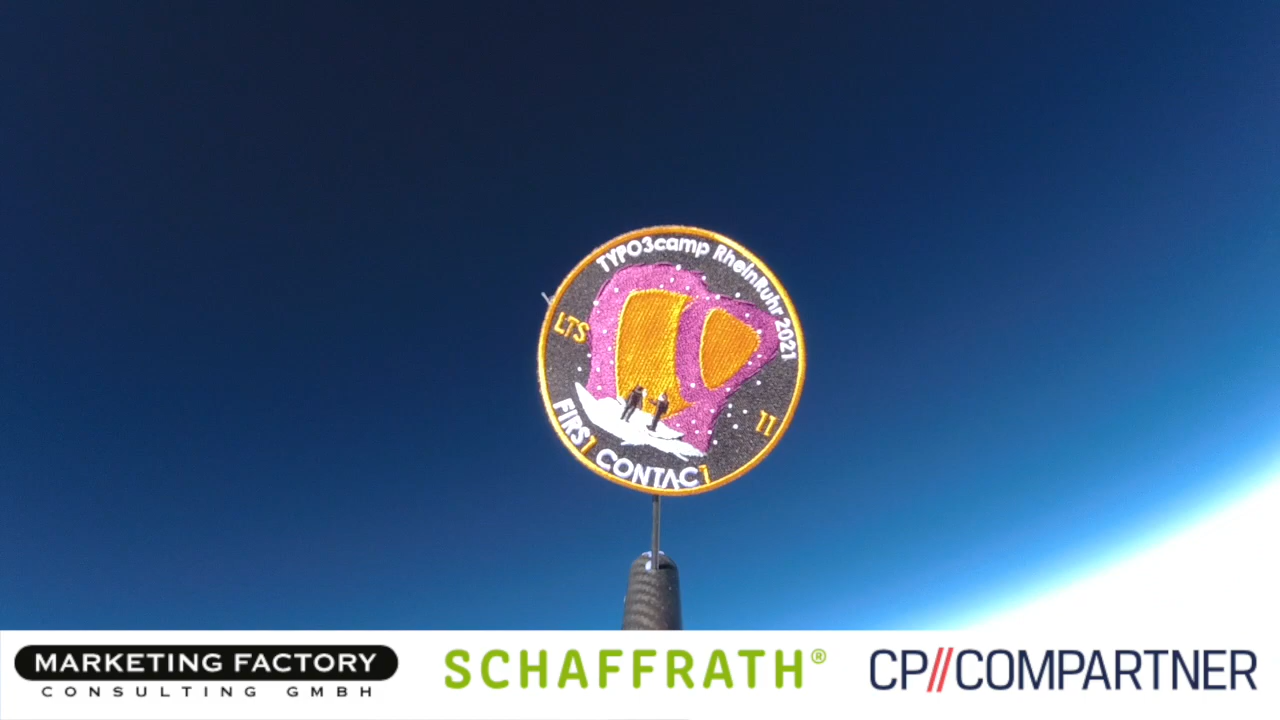 TYPO3camp RheinRuhr 2021
LTS
11
FIRS1 CONTAC1
MARKETING FACTORY
CONSULTING GMBH
SCHAFFRATH®
CP//COMPARTNER